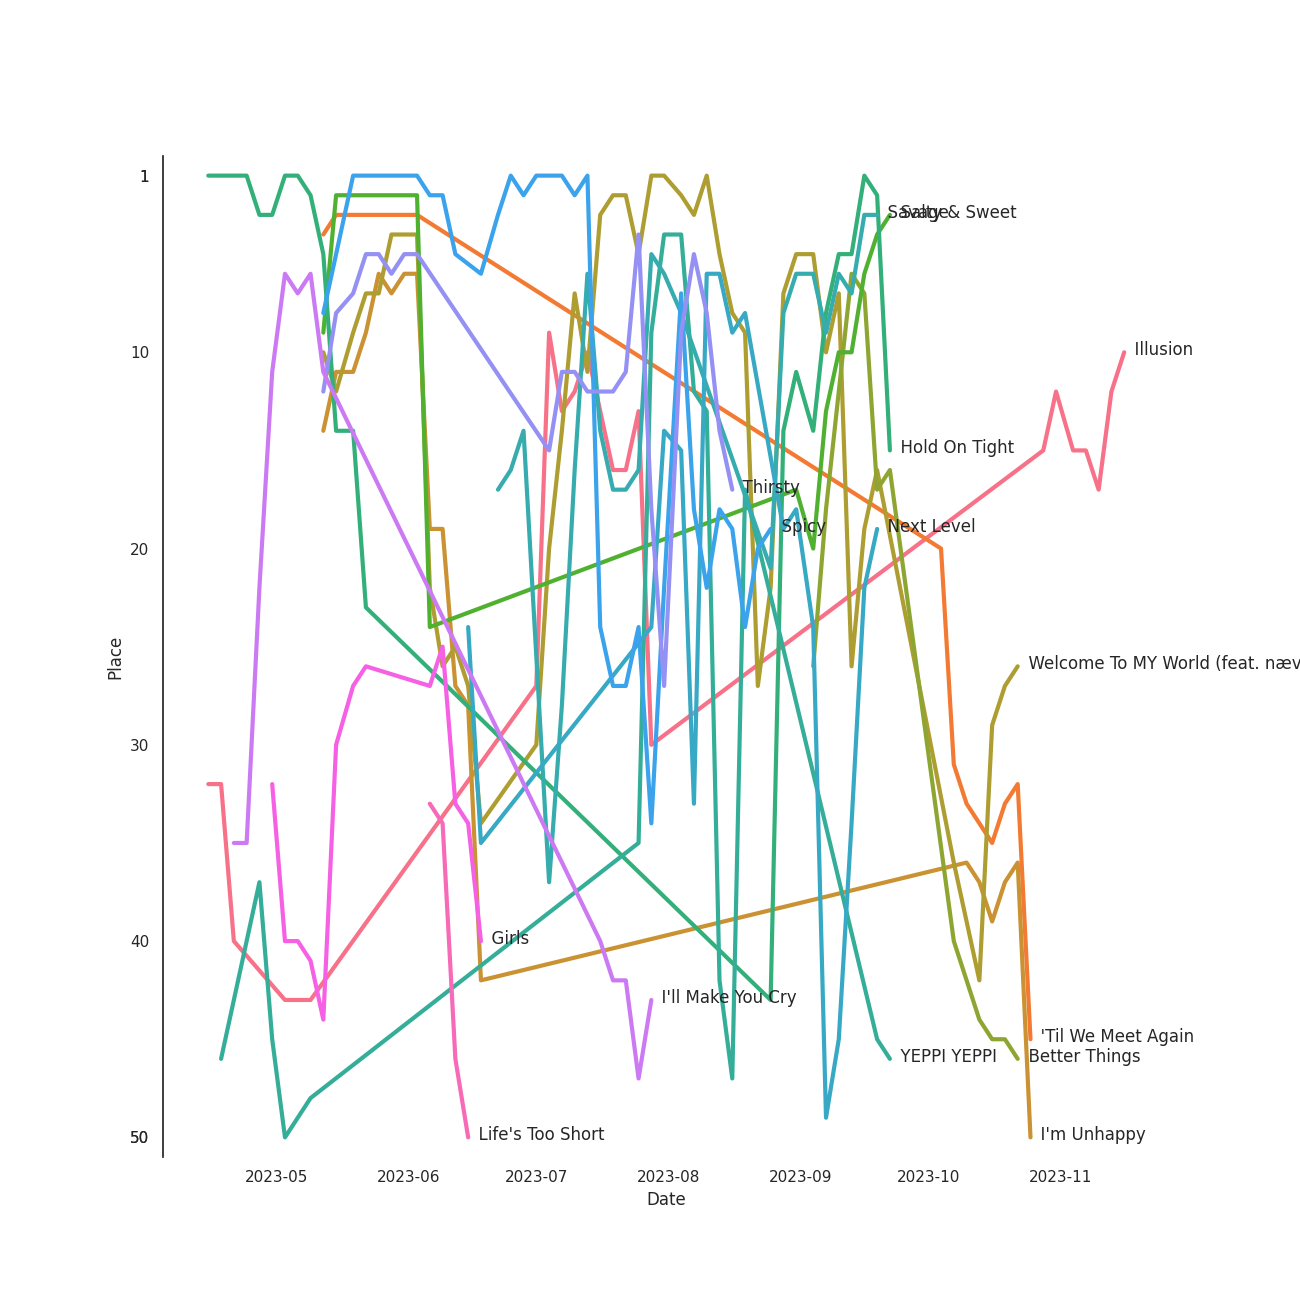 1
Savage
Salty & Sweet
10
Illusion
Hold On Tight
Thirsty
Spicy
Next Level
20
Place
Welcome To MY World (feat. næv
30
Girls
40
I'll Make You Cry
'Til We Meet Again
YEPPI YEPPI
Better Things
Life's Too Short
I'm Unhappy
50
2023-05
2023-06
2023-07
2023-08
2023-09
2023-10
2023-11
Date